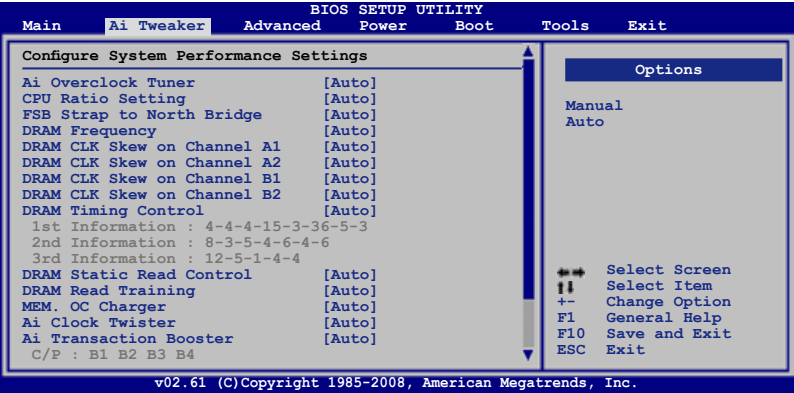 BIOS SETUP UTILITY
Main Ai Tweaker Advanced Power Boot Tools Exit
Configure System Performance Settings
Ai Overclock Tuner [Auto]
CPU Ratio Setting [Auto]
FSB Strap to North Bridge [Auto]
DRAM Frequency [Auto]
DRAM CLK Skew on Channel A1 [Auto]
DRAM CLK Skew on Channel A2 [Auto]
DRAM CLK Skew on Channel B1 [Auto]
DRAM CLK Skew on Channel B2 [Auto]
DRAM Timing Control [Auto]
1st Information : 4-4-4-15-3-36-5-3
2nd Information : 8-3-5-4-6-4-6
3rd Information : 12-5-1-4-4
DRAM Static Read Control [Auto]
DRAM Read Training [Auto]
MEM. OC Charger [Auto]
Ai Clock Twister [Auto]
Ai Transaction Booster [Auto]
C/P : B1 B2 B3 B4
Options
Manual
Auto
←→ Select Screen
↑↓ Select Item
+- Change Option
F1 General Help
F10 Save and Exit
ESC Exit
v02.61 (C)Copyright 1985-2008, American Megatrends, Inc.